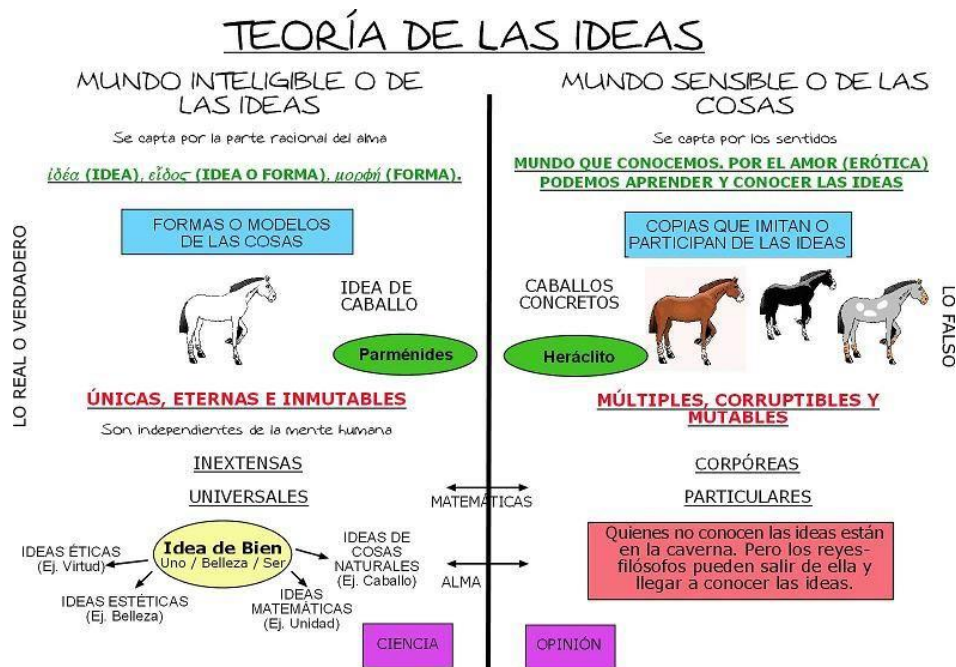 TEORÍA DE LAS IDEAS
MUNDO INTELIGIBLE O DE
LAS IDEAS
Se capta por la parte racional del alma
ἰδέα (IDEA), εἶδος (IDEA O FORMA), μορφή (FORMA).
FORMAS O MODELOS
DE LAS COSAS
LO REAL O VERDADERO
IDEA DE
CABALLO
Parménides
ÚNICAS, ETERNAS E INMUTABLES
Son independientes de la mente humana
INEXTENSAS
UNIVERSALES
Idea de Bien
Uno / Belleza / Ser
IDEAS ÉTICAS
(Ej. Virtud)
IDEAS ESTÉTICAS
(Ej. Belleza)
IDEAS
MATEMÁTICAS
(Ej. Unidad)
IDEAS DE
COSAS
NATURALES
(Ej. Caballo)
CIENCIA
MATEMÁTICAS
ALMA
MUNDO SENSIBLE O DE LAS
COSAS
Se capta por los sentidos
MUNDO QUE CONOCEMOS. POR EL AMOR (ERÓTICA)
PODEMOS APRENDER Y CONOCER LAS IDEAS
COPIAS QUE IMITAN O
PARTICIPAN DE LAS IDEAS
CABALLOS
CONCRETOS
Heráclito
LO FALSO
MÚLTIPLES, CORRUPTIBLES Y
MUTABLES
CORPÓREAS
PARTICULARES
Quienes no conocen las ideas están
en la caverna. Pero los reyes-
filósofos pueden salir de ella y
llegar a conocer las ideas.
OPINIÓN